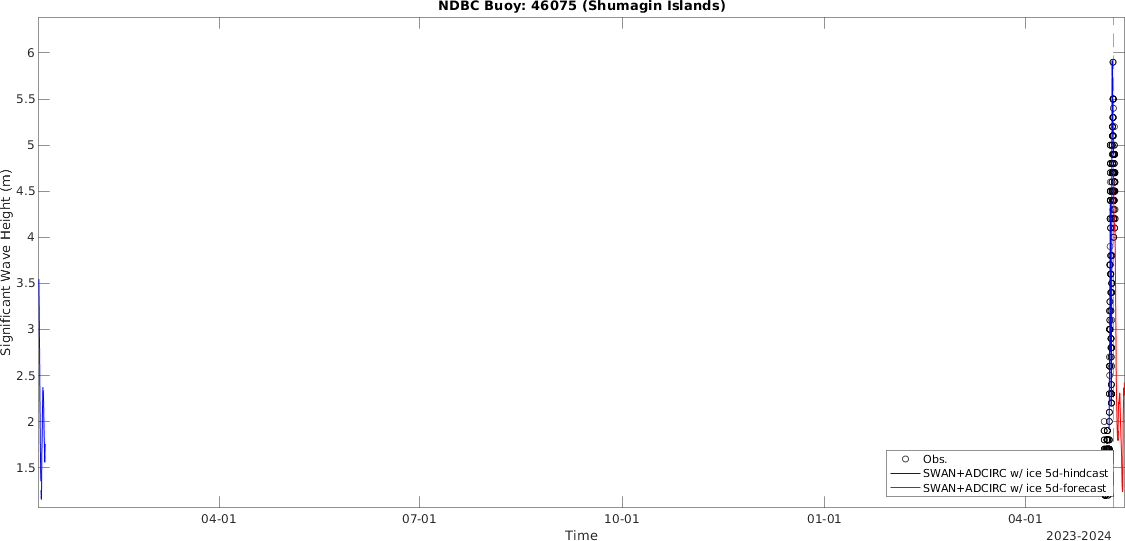 NDBC Buoy: 46075 (Shumagin Islands)
Significant Wave Height (m)
6
5.5
5
4.5
4
3.5
3
2.5
2
1.5
Obs.
SWAN+ADCIRC w/ ice 5d-hindcast
SWAN+ADCIRC w/ ice 5d-forecast
04-01
07-01
10-01
01-01
04-01
Time
2023-2024